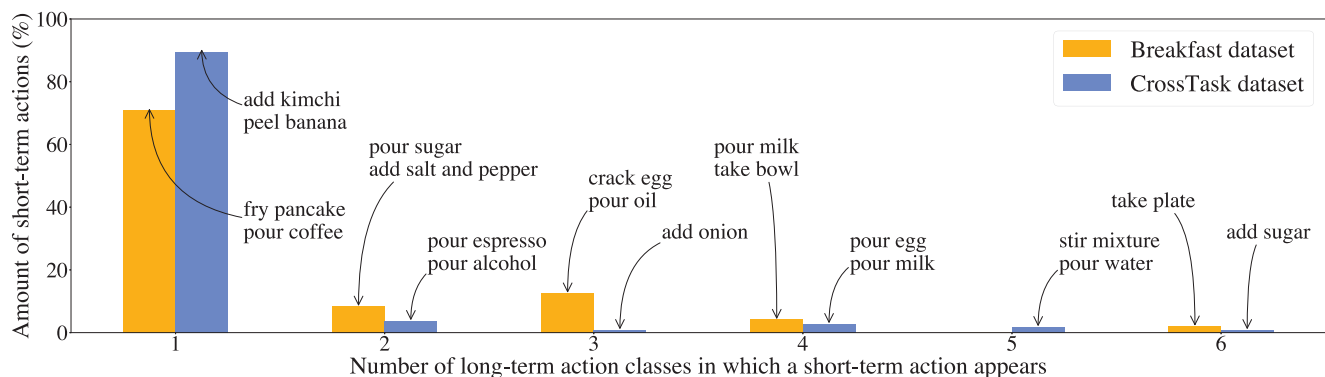 Amount of short-term actions (%)
100
80
60
40
20
0
Breakfast dataset
CrossTask dataset
add kimchi
peel banana
fry pancake
pour coffee
pour sugar
add salt and pepper
pour espresso
pour alcohol
crack egg
pour oil
add onion
pour milk
take bowl
pour egg
pour milk
stir mixture
pour water
take plate
add sugar
1
2
3
4
5
6
Number of long-term action classes in which a short-term action appears